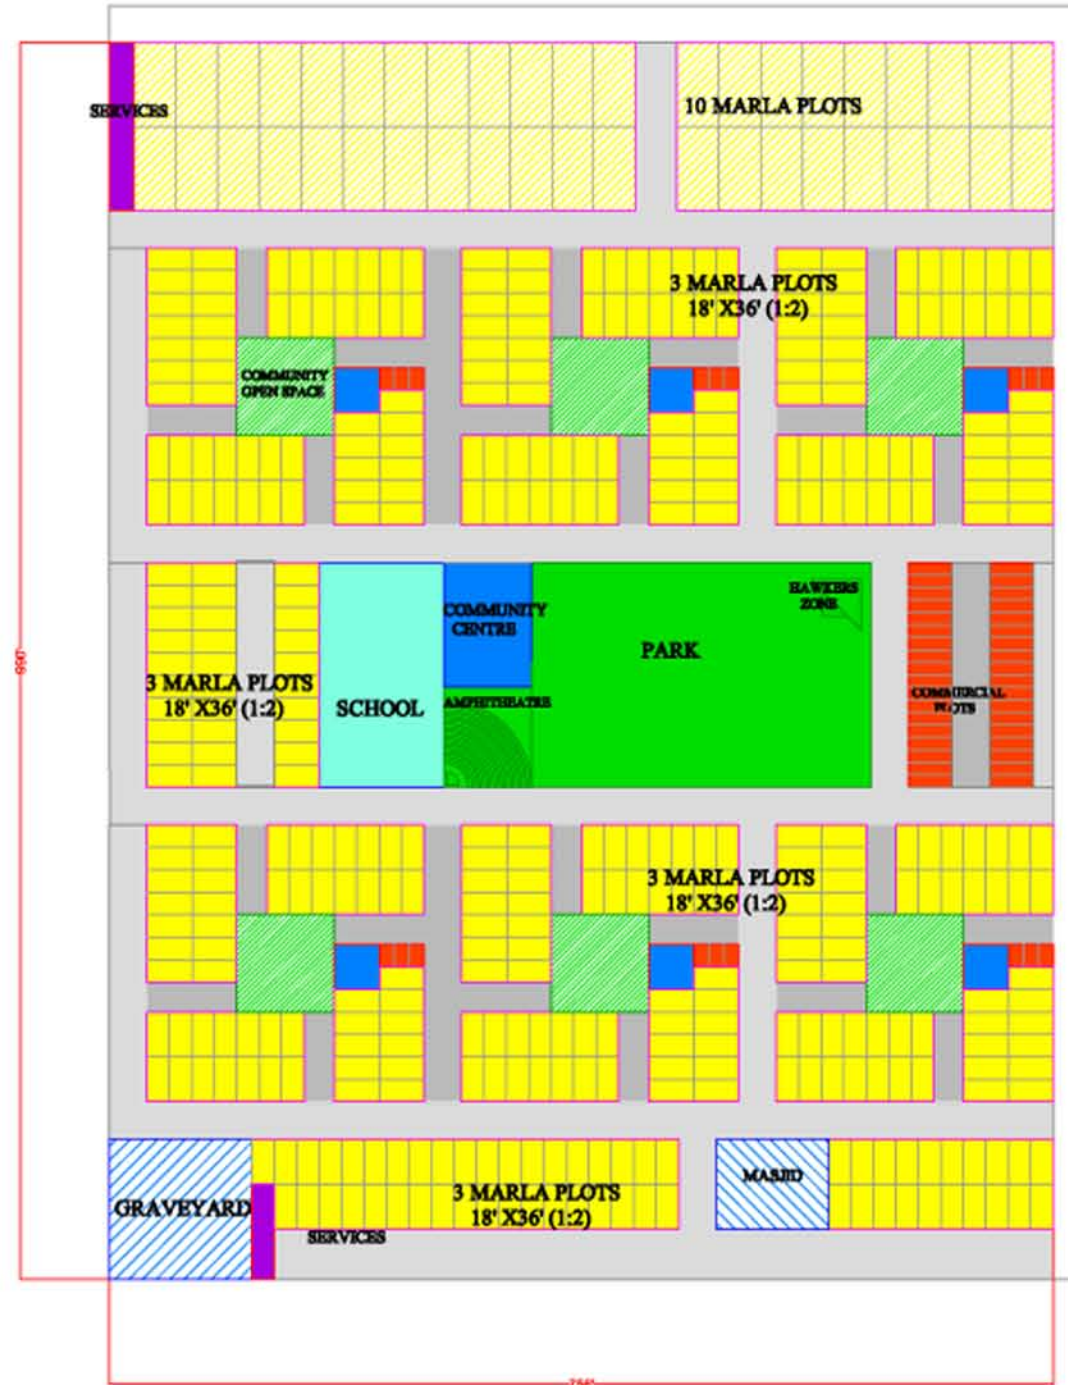 SERVICES
10 MARLA PLOTS
3 MARLA PLOTS
18' X36' (1:2)
COMMUNITY
OPEN SPACE
HAWKERS
ZONE
COMMUNITY
CENTRE
PARK
3 MARLA PLOTS
18' X36' (1:2)
SCHOOL
AMPHITHEATRE
COMMERCIAL
PLOTS
3 MARLA PLOTS
18' X36' (1:2)
MASJID
3 MARLA PLOTS
18' X36' (1:2)
GRAVEYARD
SERVICES